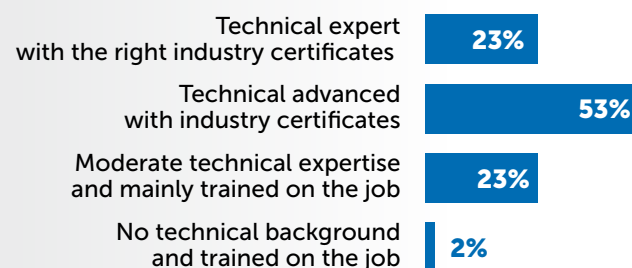 Technical expert
with the right industry certificates
23%
Technical advanced
with industry certificates
53%
Moderate technical expertise
and mainly trained on the job
23%
No technical background
and trained on the job
2%